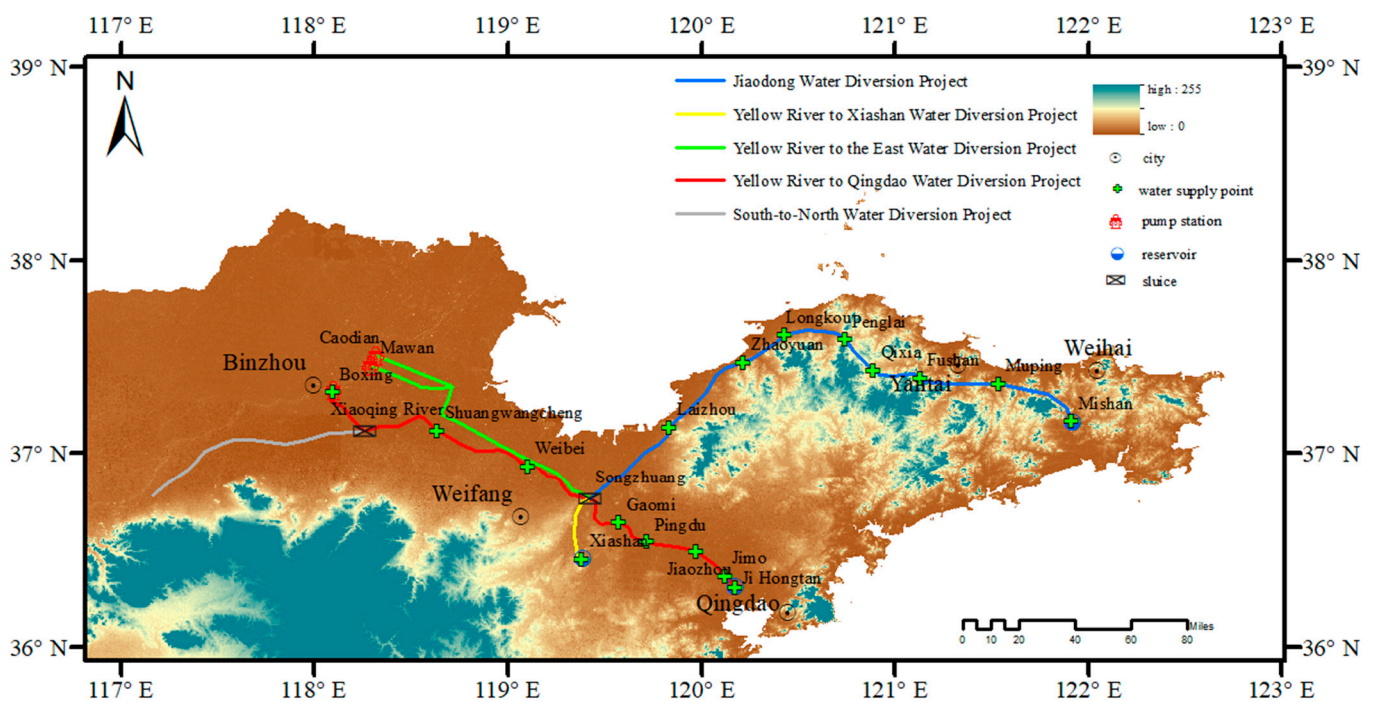 117° E 118° E 119° E 120° E 121° E 122° E 123° E
39° N 39° N
N
Jiaodong Water Diversion Project
Yellow River to Xiashan Water Diversion Project
Yellow River to the East Water Diversion Project
Yellow River to Qingdao Water Diversion Project
South-to-North Water Diversion Project
high : 255
low : 0
city
water supply point
pump station
reservoir
sluice
38° N 38° N
Longkou Penglai
Caodian
Mawan
Zhaoyuan
Binzhou
Qixia Fushan Muping Weihai
Boxing
Yantai
Xiaoqing River Shuangwangcheng
Laizhou Mishan
37° N 37° N
Weibei
Songzhuang
Weifang
Gaomi
Pingdu
Xiashan
Jimo
Jiaozhou Ji Hongtan
Qingdao
36° N 36° N
0 10 20 40 60 80 Miles
117° E 118° E 119° E 120° E 121° E 122° E 123° E